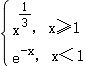 x^{1/3}, x≥1
e^{-x}, x<1